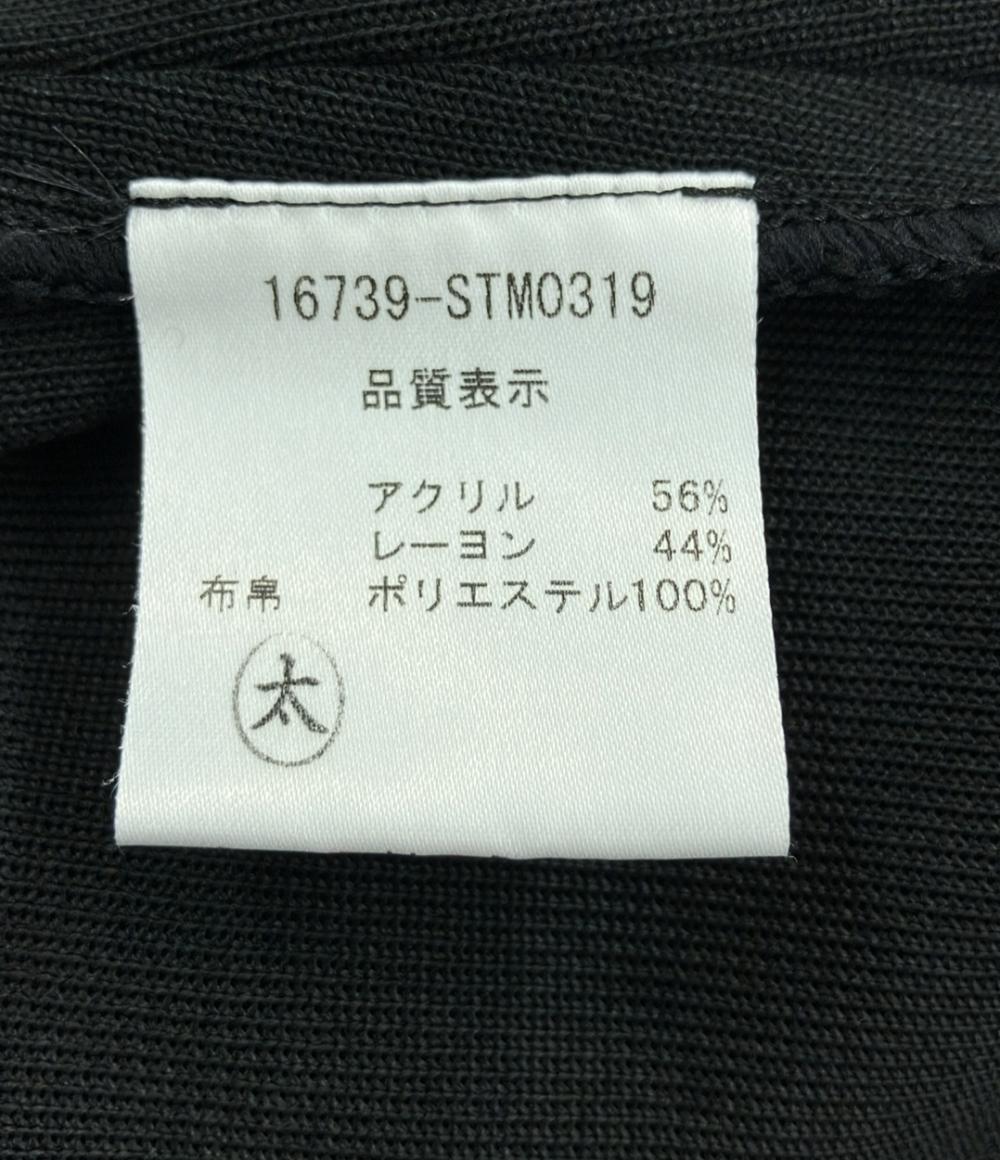 16739-STM0319
品質表示
アクリル 56%
レーヨン 44%
布帛 ポリエステル100%
太